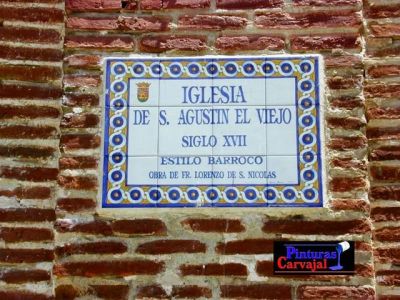 IGLESIA
DE S. AGUSTIN EL VIEJO
SIGLO XVII
ESTILO BARROCO
OBRA DE FR. LORENZO DE S. NICOLAS
Pinturas
Carvajal